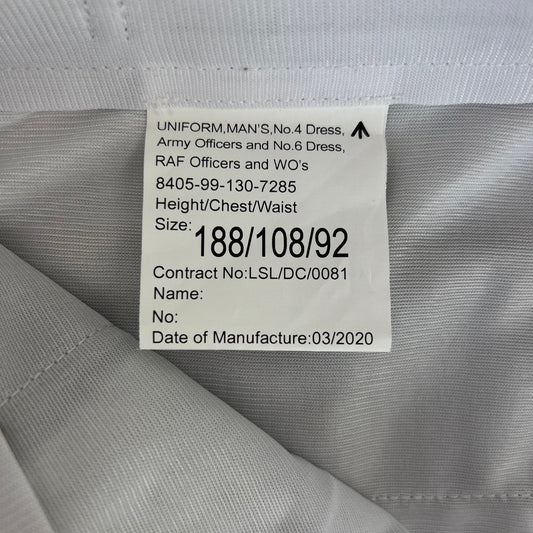 UNIFORM,MAN'S,No.4 Dress,
Army Officers and No.6 Dress,
RAF Officers and WO's
8405-99-130-7285
Height/Chest/Waist
Size: 188/108/92
Contract No:LSL/DC/0081
Name:
No:
Date of Manufacture:03/2020